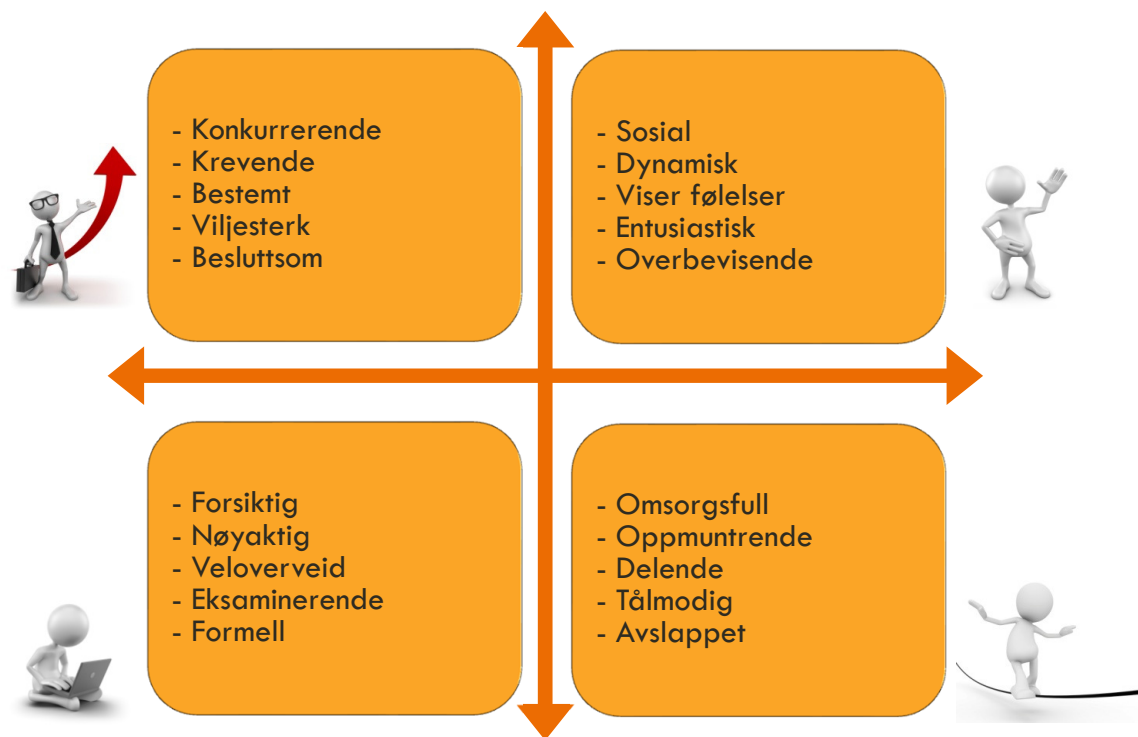 - Konkurrerende
- Krevende
- Bestemt
- Viljesterk
- Besluttsom
- Sosial
- Dynamisk
- Viser følelser
- Entusiastisk
- Overbevisende
- Forsiktig
- Nøyaktig
- Veloverveid
- Eksaminerende
- Formell
- Omsorgsfull
- Oppmuntrende
- Delende
- Tålmodig
- Avslappet